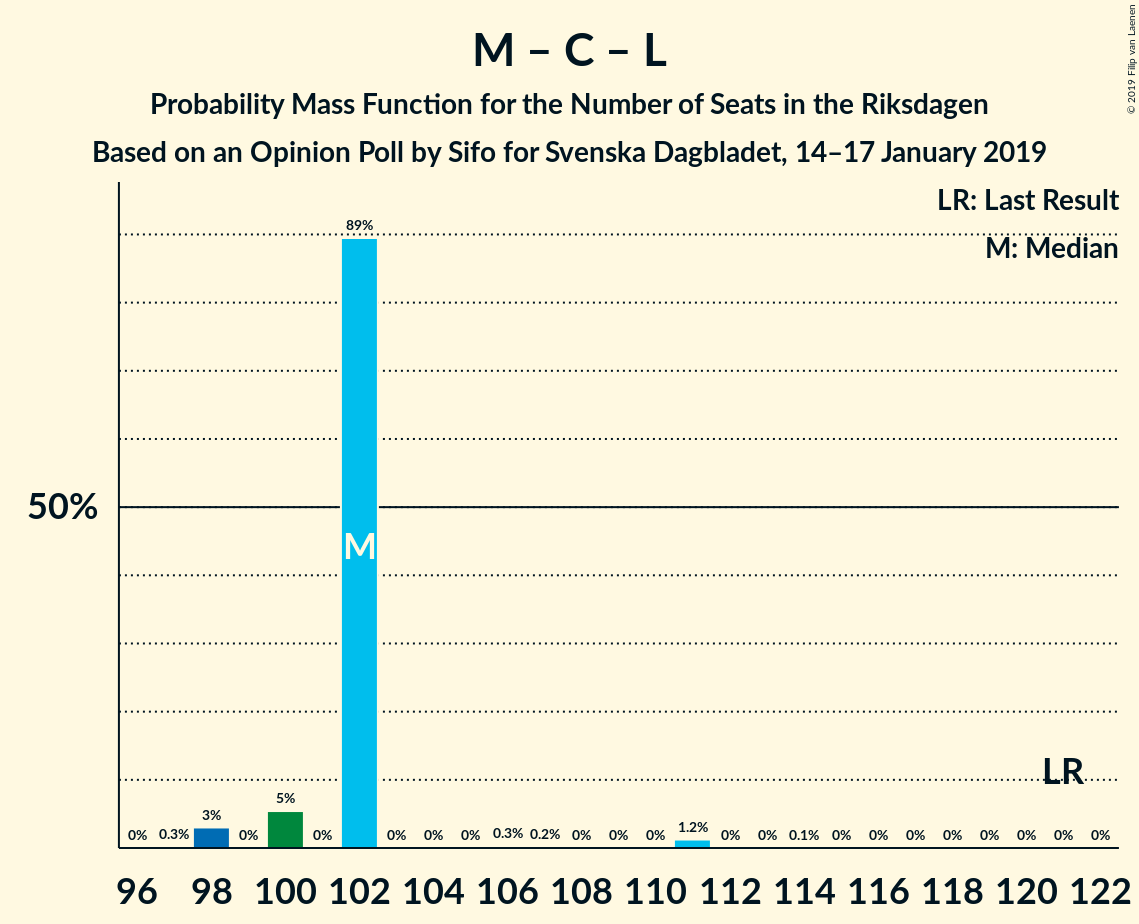 M – C – L
Probability Mass Function for the Number of Seats in the Riksdagen
Based on an Opinion Poll by Sifo for Svenska Dagbladet, 14–17 January 2019
© 2019 Filip van Laenen
LR: Last Result
M: Median
89%
50%
M
LR
0% 0.3% 3% 0% 5% 0% 0% 0% 0% 0.3% 0.2% 0% 0% 0% 1.2% 0% 0% 0.1% 0% 0% 0% 0% 0% 0% 0% 0%
96 98 100 102 104 106 108 110 112 114 116 118 120 122